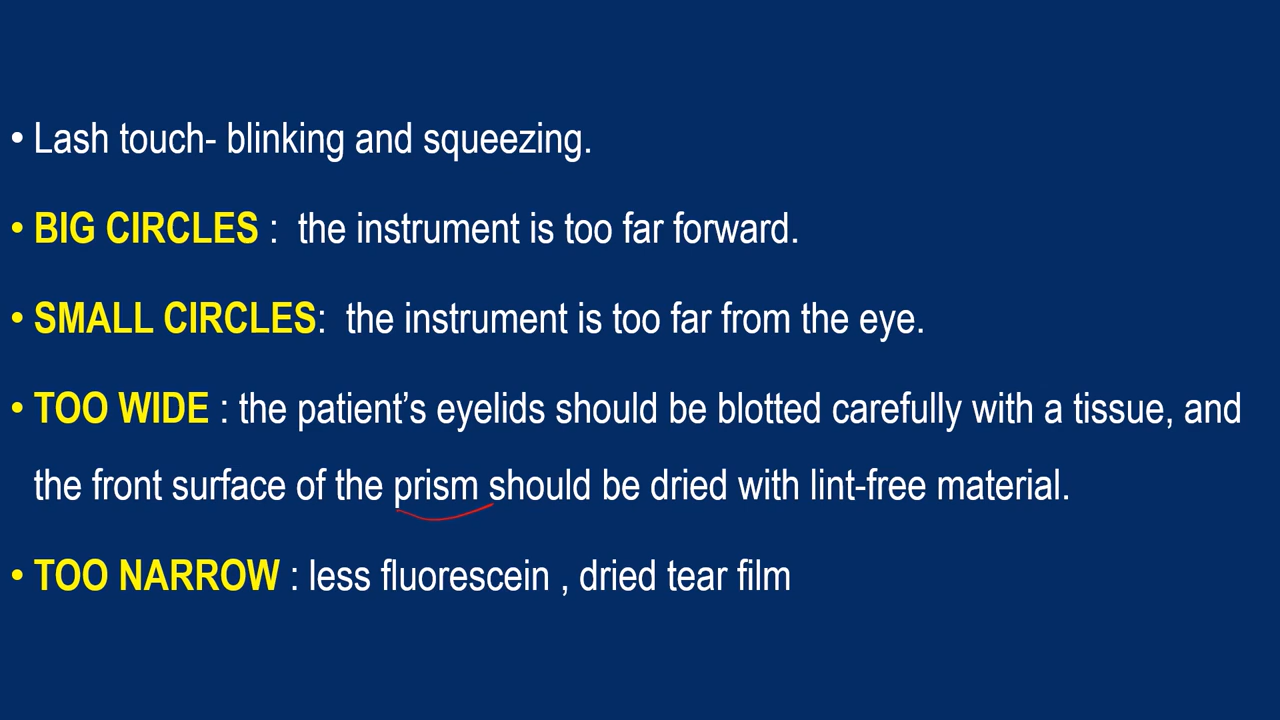 • Lash touch- blinking and squeezing.
• BIG CIRCLES : the instrument is too far forward.
• SMALL CIRCLES: the instrument is too far from the eye.
• TOO WIDE : the patient’s eyelids should be blotted carefully with a tissue, and
the front surface of the prism should be dried with lint-free material.
• TOO NARROW : less fluorescein , dried tear film